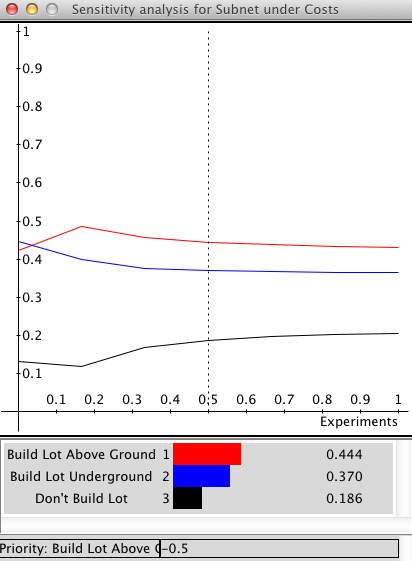 Sensitivity analysis for Subnet under Costs
1
0.9
0.8
0.7
0.6
0.5
0.4
0.3
0.2
0.1
0.1 0.2 0.3 0.4 0.5 0.6 0.7 0.8 0.9 1
Experiments
Build Lot Above Ground 1 0.444
Build Lot Underground 2 0.370
Don't Build Lot 3 0.186
Priority: Build Lot Above -0.5